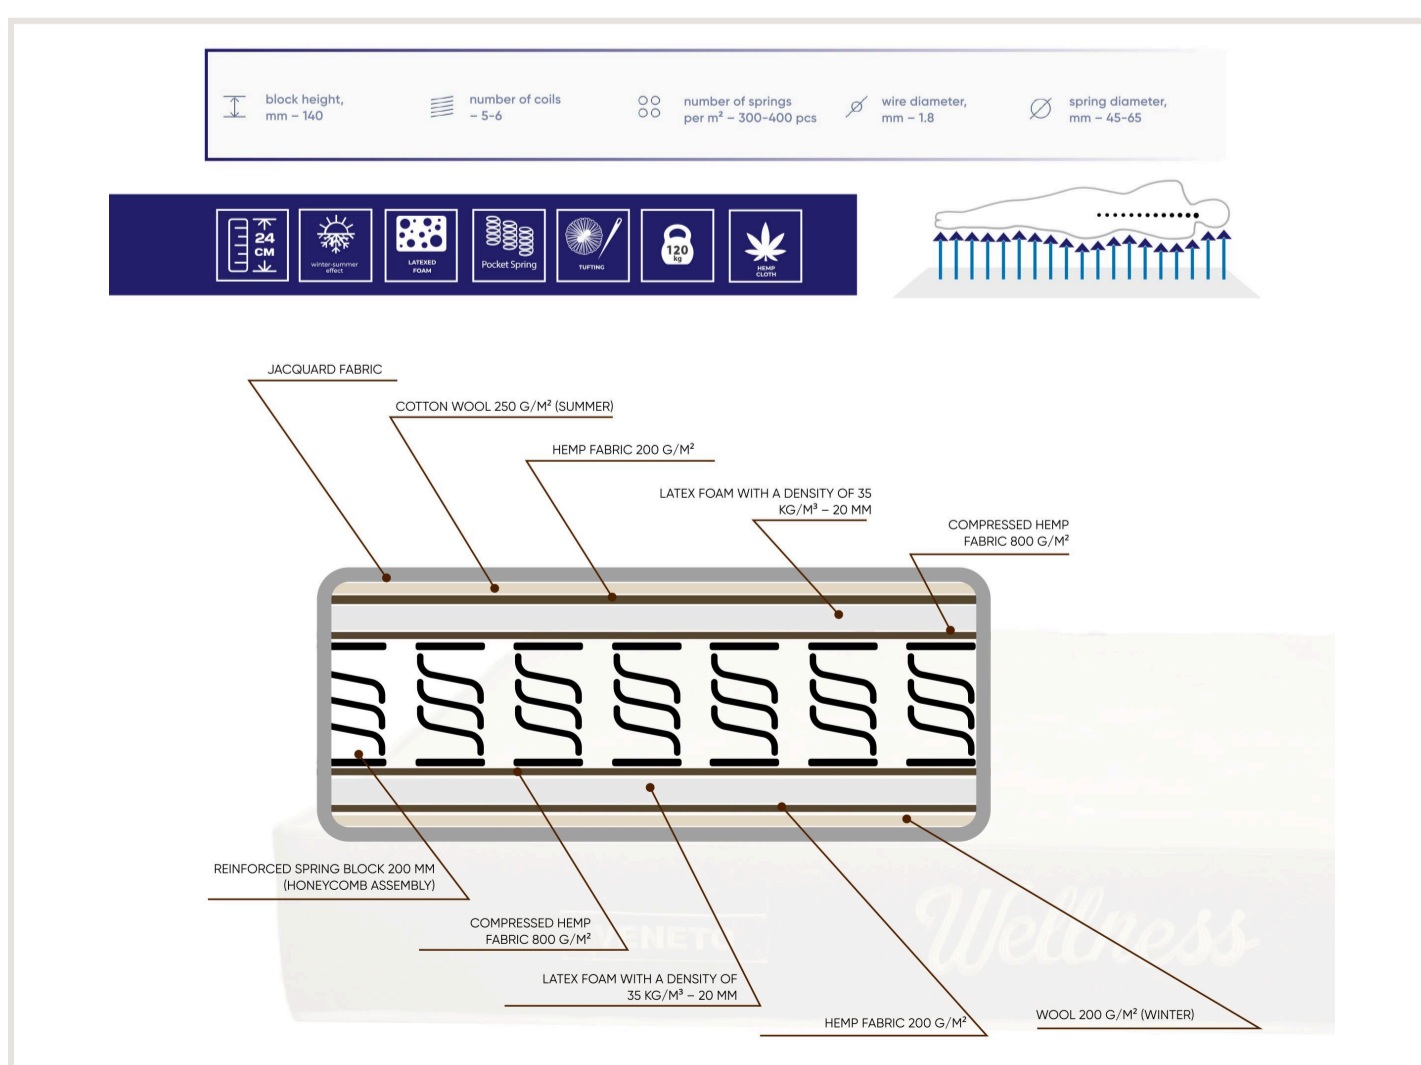 block height,
mm – 140
number of coils
– 5-6
number of springs
per m² – 300-400 pcs
wire diameter,
mm – 1.8
spring diameter,
mm – 45-65
24
CM
winter-summer
effect
LATEXED
FOAM
Pocket Spring
TUFTING
120
kg
HEMP
CLOTH
JACQUARD FABRIC
COTTON WOOL 250 G/M² (SUMMER)
HEMP FABRIC 200 G/M²
LATEX FOAM WITH A DENSITY OF 35
KG/M³ – 20 MM
COMPRESSED HEMP
FABRIC 800 G/M²
REINFORCED SPRING BLOCK 200 MM
(HONEYCOMB ASSEMBLY)
COMPRESSED HEMP
FABRIC 800 G/M²
VENETO
Wellness
LATEX FOAM WITH A DENSITY OF
35 KG/M³ – 20 MM
HEMP FABRIC 200 G/M²
WOOL 200 G/M² (WINTER)